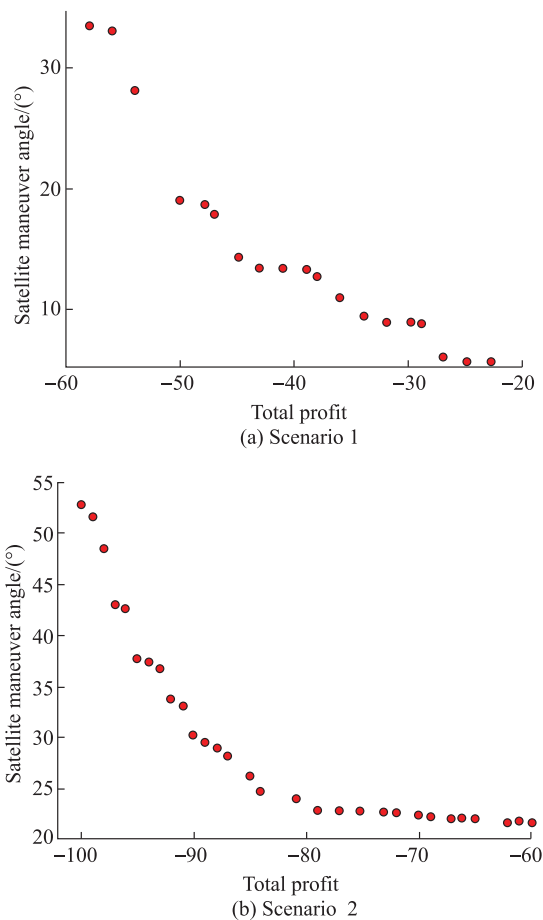 30
20
10
Satellite maneuver angle/(°)
−60 −50 −40 −30 −20
Total profit
(a) Scenario 1
55
50
45
40
35
30
25
20
Satellite maneuver angle/(°)
−100 −90 −80 −70 −60
Total profit
(b) Scenario 2